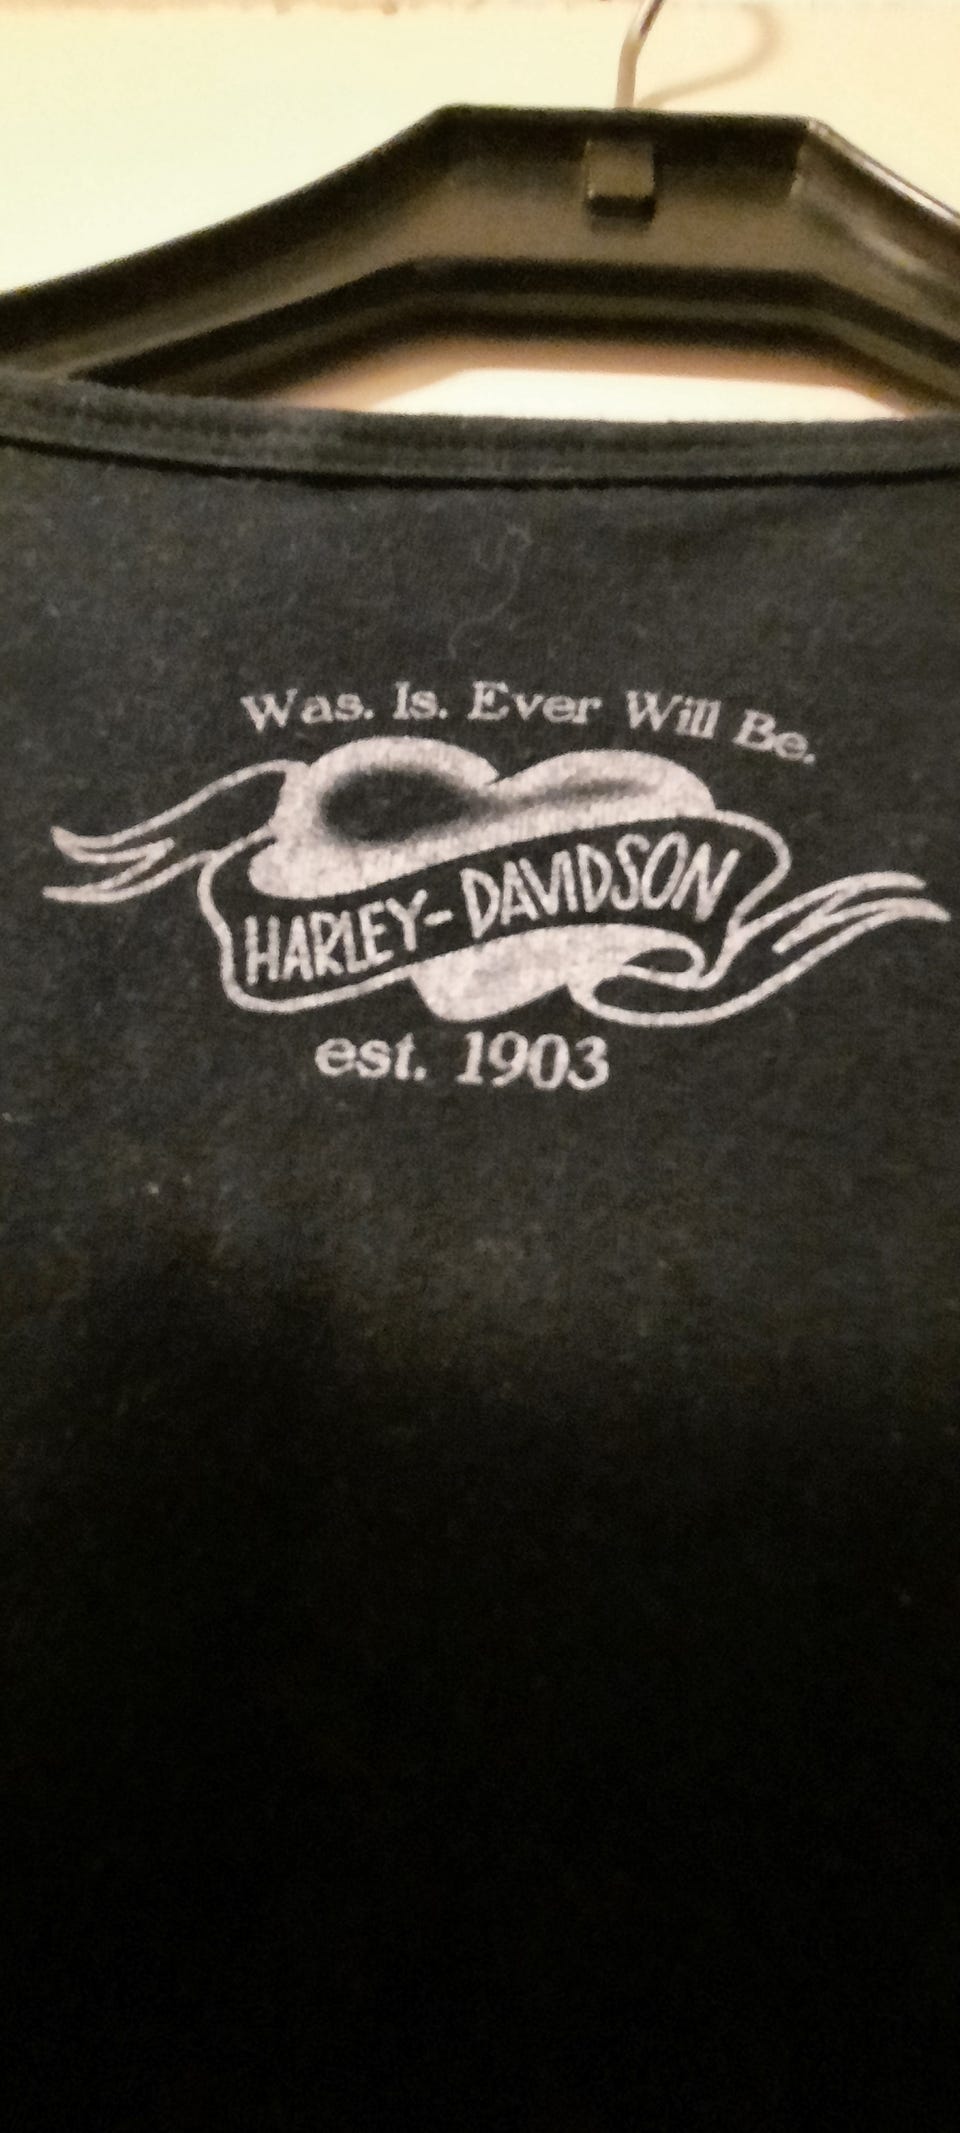 Was. Is. Ever Will Be.
HARLEY-DAVIDSON
est. 1903